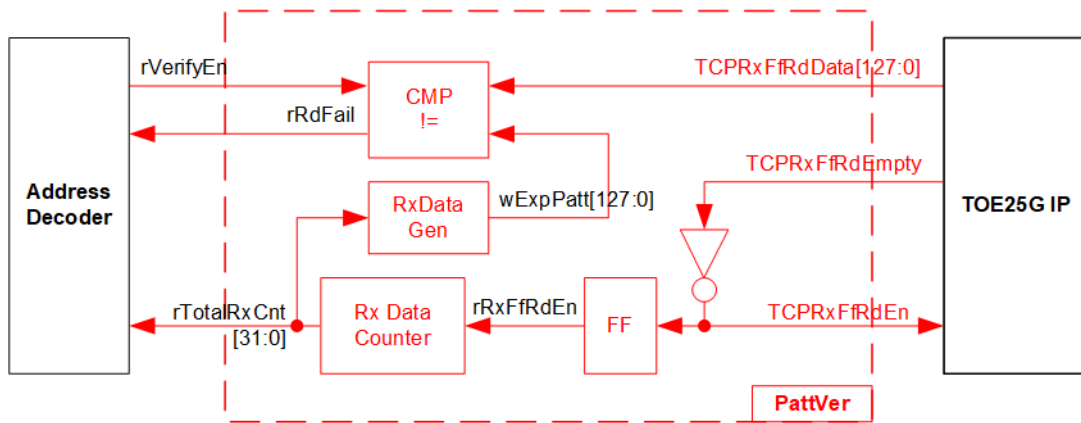 rVerifyEn
TCPRxFfRdData[127:0]
CMP
!=
rRdFail
TCPRxFfRdEmpty
Address
Decoder
RxData
Gen
wExpPatt[127:0]
TOE25G IP
rTotalRxCnt
[31:0]
Rx Data
Counter
rRxFfRdEn
FF
TCPRxFfRdEn
PattVer